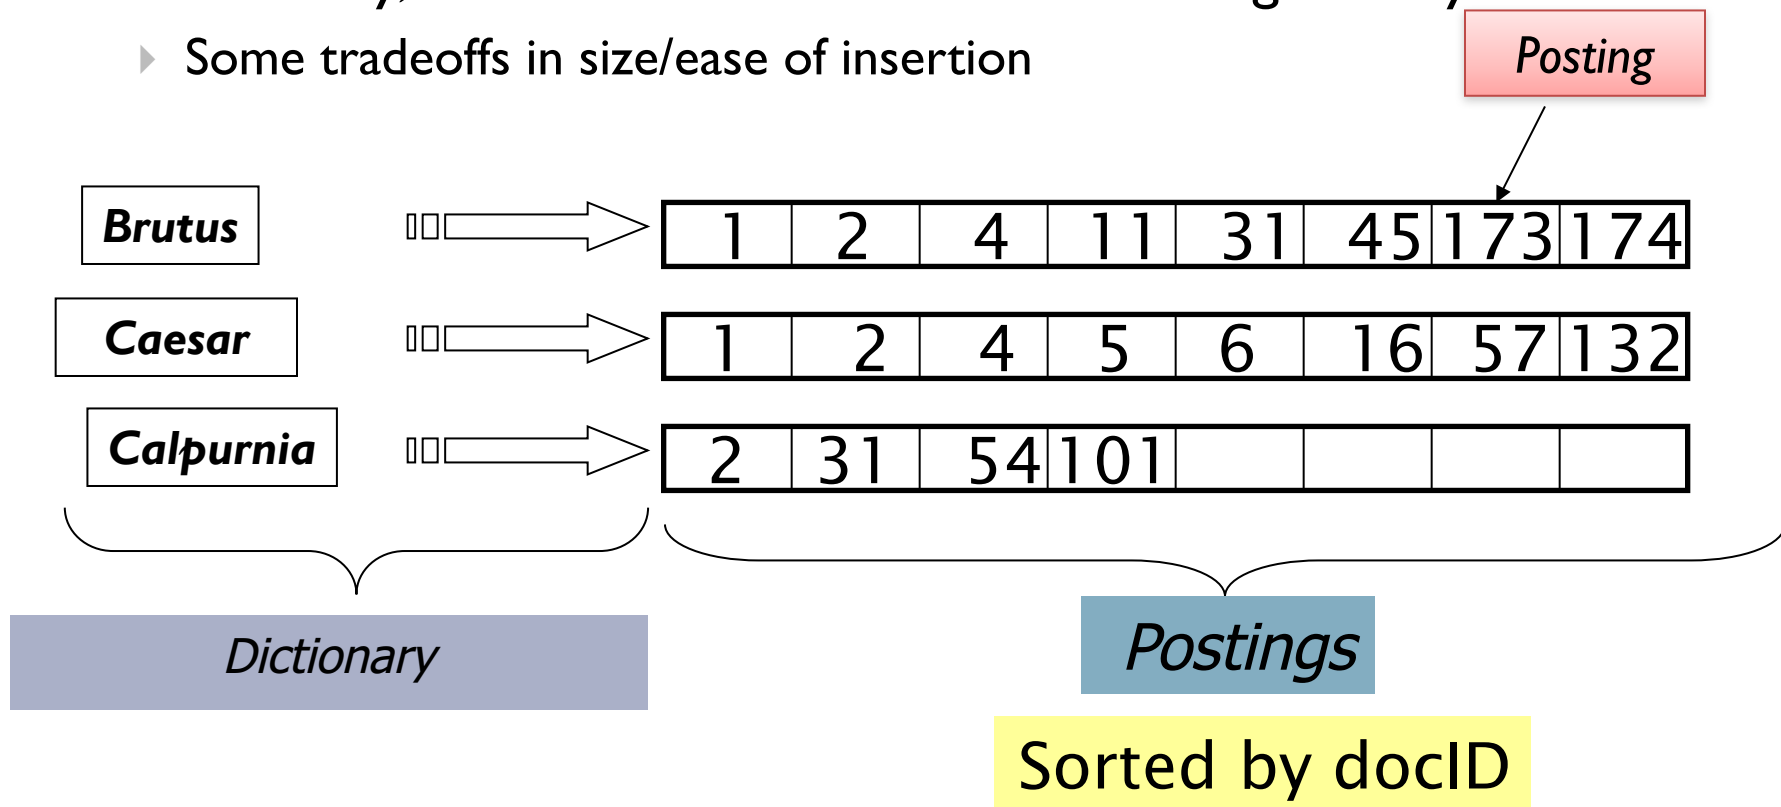 Some tradeoffs in size/ease of insertion
Posting
Brutus
1 2 4 11 31 45 173 174
Caesar
1 2 4 5 6 16 57 132
Calpurnia
2 31 54 101
Dictionary
Postings
Sorted by docID